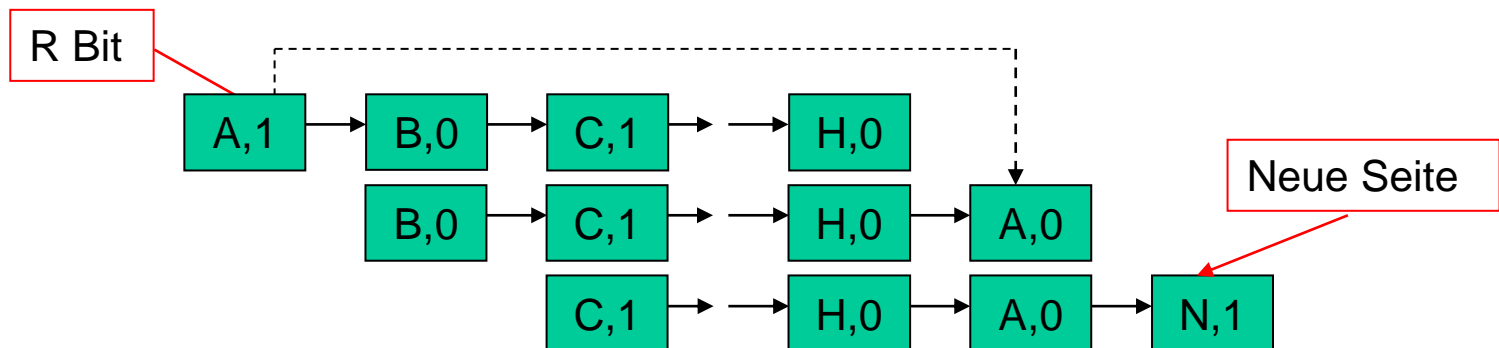 R Bit
A,1 B,0 C,1 H,0
Neue Seite
B,0 C,1 H,0 A,0
C,1 H,0 A,0 N,1